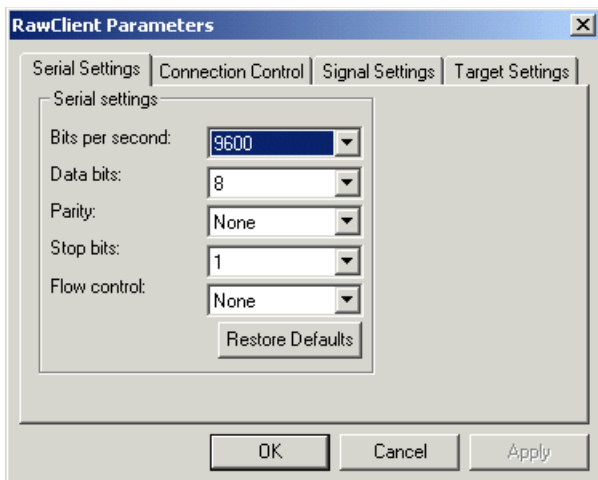 RawClient Parameters
Serial Settings Connection Control Signal Settings Target Settings
Serial settings
Bits per second: 9600
Data bits: 8
Parity: None
Stop bits: 1
Flow control: None
Restore Defaults
OK Cancel Apply